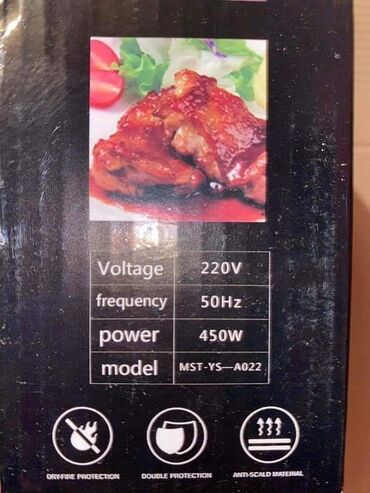 Voltage 220V
frequency 50Hz
power 450W
model MST-YS—A022
DRY-FIRE PROTECTION DOUBLE PROTECTION ANTI-SCALD MATERIAL